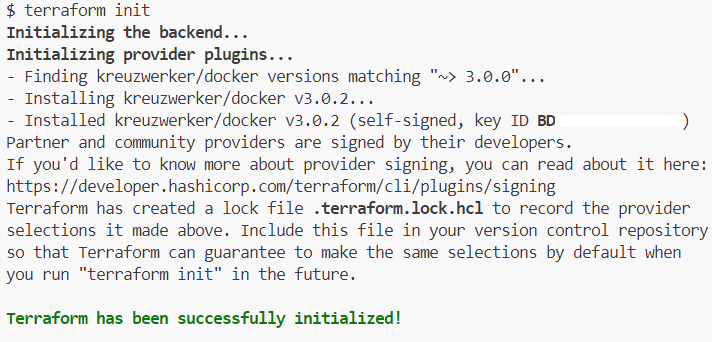 $ terraform init
Initializing the backend...
Initializing provider plugins...
- Finding kreuzwerker/docker versions matching "~> 3.0.0"...
- Installing kreuzwerker/docker v3.0.2...
- Installed kreuzwerker/docker v3.0.2 (self-signed, key ID BD )
Partner and community providers are signed by their developers.
If you'd like to know more about provider signing, you can read about it here:
https://developer.hashicorp.com/terraform/cli/plugins/signing
Terraform has created a lock file .terraform.lock.hcl to record the provider
selections it made above. Include this file in your version control repository
so that Terraform can guarantee to make the same selections by default when
you run "terraform init" in the future.
Terraform has been successfully initialized!